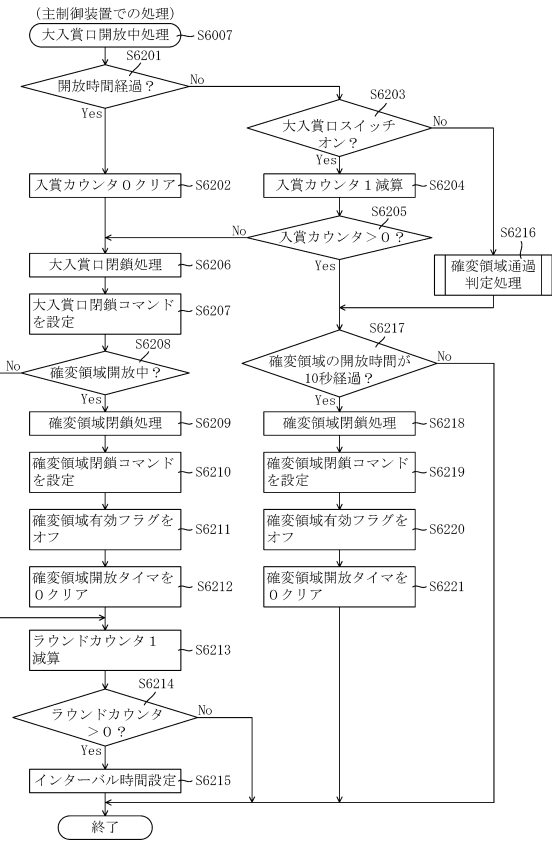 (主制御装置での処理)
大入賞口開放中処理 S6007
S6201
開放時間経過？
No
Yes
S6203
大入賞口スイッチ
オン？
No
Yes
入賞カウンタ０クリア S6202
入賞カウンタ１減算 S6204
S6205
入賞カウンタ＞０？
No
Yes
S6216
確変領域通過
判定処理
大入賞口閉鎖処理 S6206
大入賞口閉鎖コマンド
を設定
S6207
S6208
確変領域開放中？
No
Yes
S6217
確変領域の開放時間が
10秒経過？
No
Yes
確変領域閉鎖処理 S6209
確変領域閉鎖処理 S6218
確変領域閉鎖コマンド
を設定
S6210
確変領域閉鎖コマンド
を設定
S6219
確変領域有効フラグを
オフ
S6211
確変領域有効フラグを
オフ
S6220
確変領域開放タイマを
０クリア
S6212
確変領域開放タイマを
０クリア
S6221
ラウンドカウンタ１
減算
S6213
S6214
ラウンドカウンタ
＞０？
No
Yes
インターバル時間設定 S6215
終了